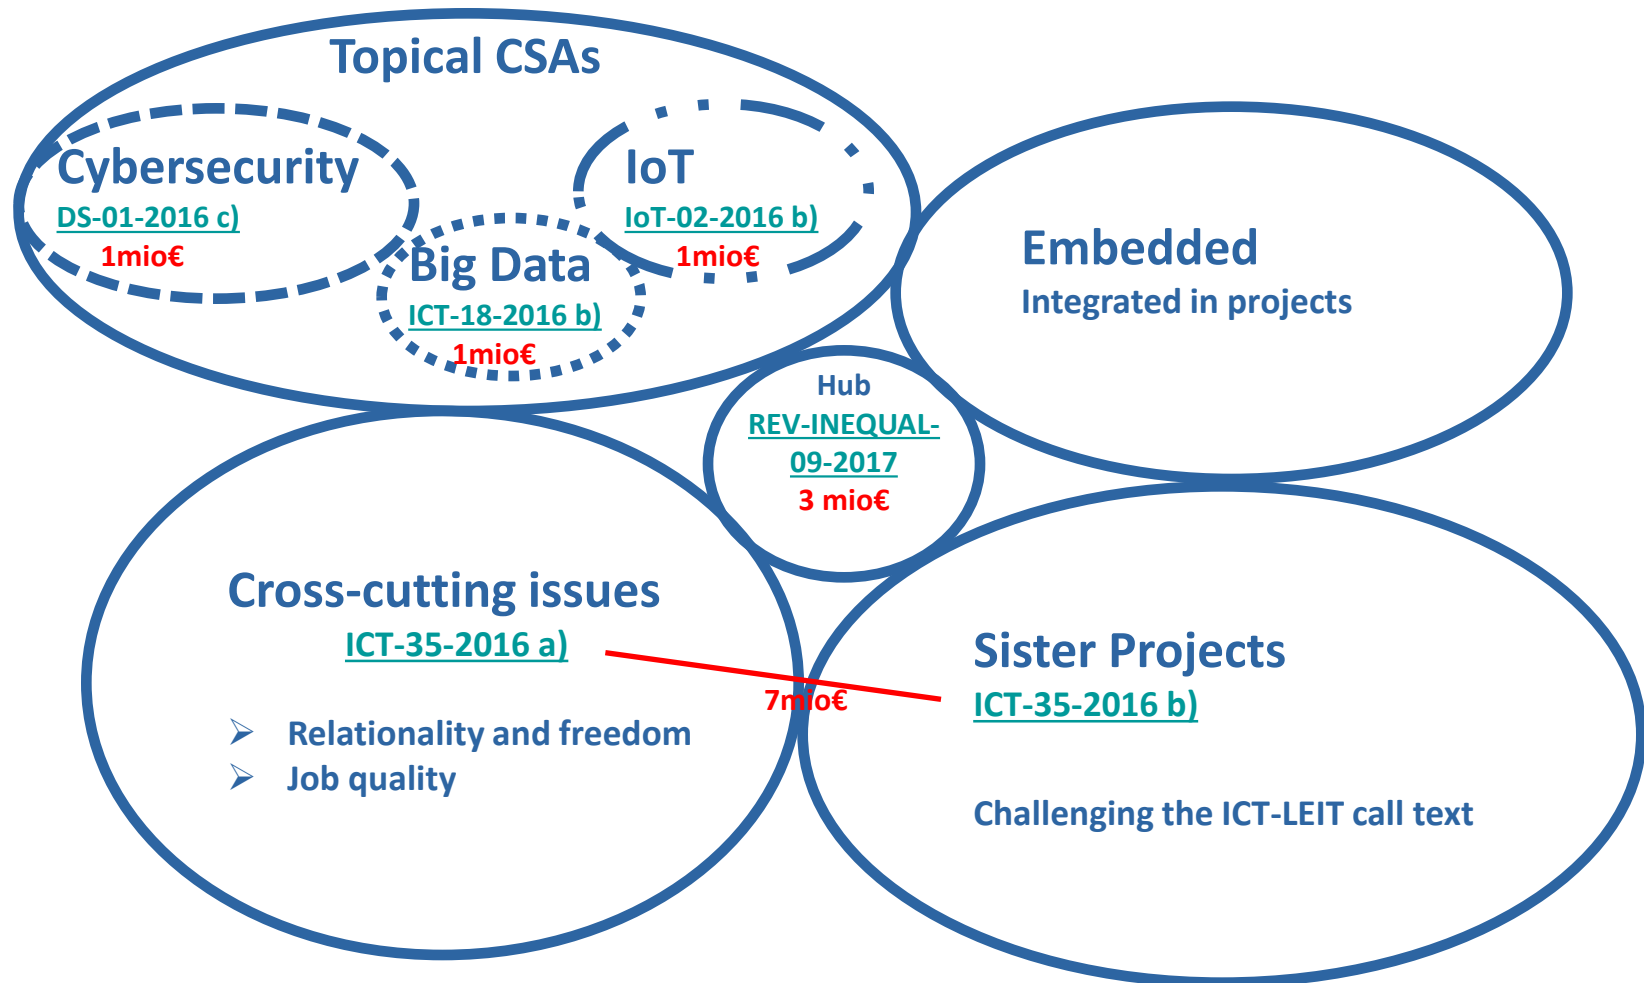 Topical CSAs
Cybersecurity
DS-01-2016 c)
1mio€
IoT
IoT-02-2016 b)
1mio€
Big Data
ICT-18-2016 b)
1mio€
Embedded
Integrated in projects
Hub
REV-INEQUAL-
09-2017
3 mio€
Cross-cutting issues
ICT-35-2016 a)
➢ Relationality and freedom
➢ Job quality
7mio€
Sister Projects
ICT-35-2016 b)
Challenging the ICT-LEIT call text